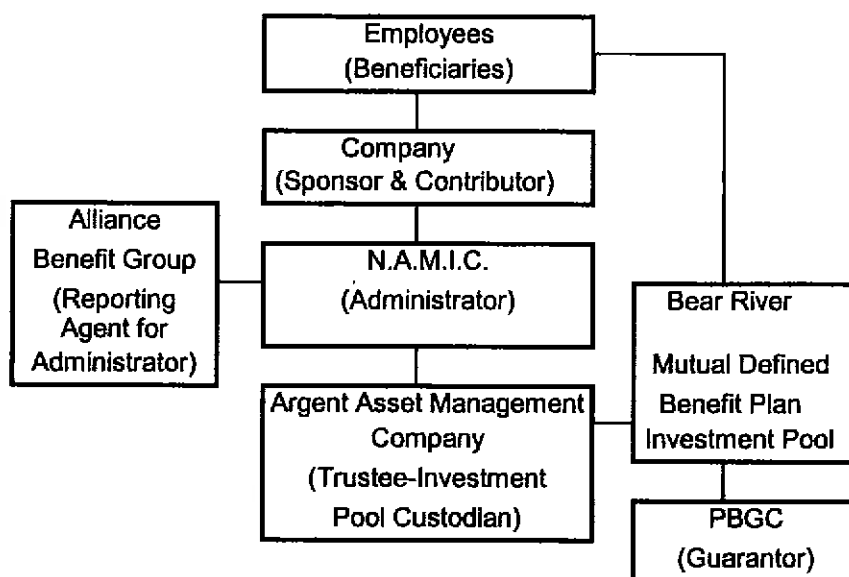 Employees
(Beneficiaries)
Company
(Sponsor & Contributor)
Alliance
Benefit Group
(Reporting
Agent for
Administrator)
N.A.M.I.C.
(Administrator)
Bear River
Mutual Defined
Benefit Plan
Investment Pool
Argent Asset Management
Company
(Trustee-Investment
Pool Custodian)
PBGC
(Guarantor)